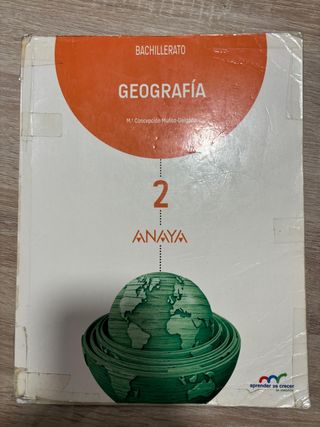 BACHILLERATO
GEOGRAFÍA
M.ª Concepción Muñoz-Delgado
2
ANAYA
aprender es crecer